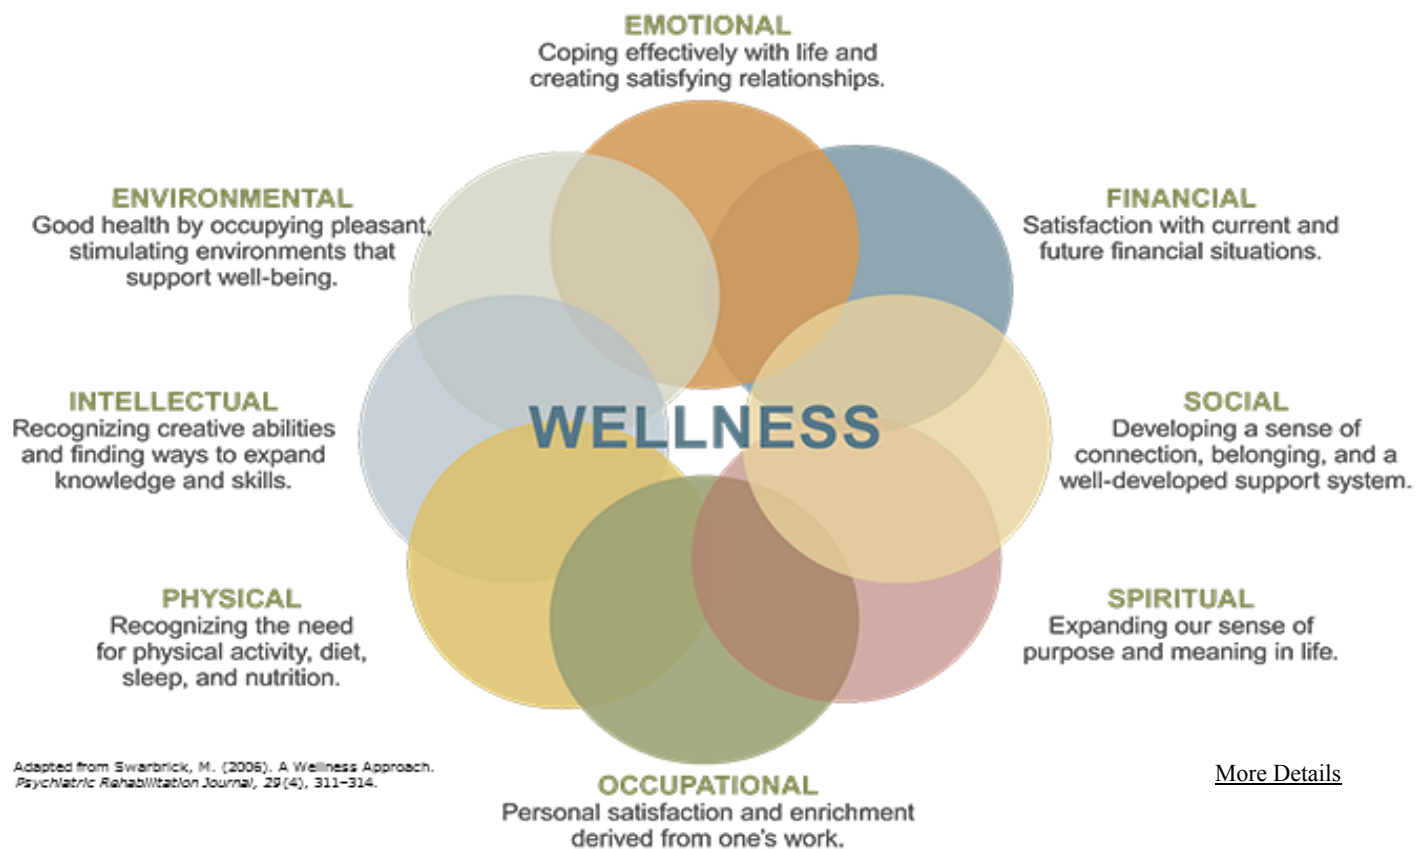 EMOTIONAL
Coping effectively with life and
creating satisfying relationships.
ENVIRONMENTAL
Good health by occupying pleasant,
stimulating environments that
support well-being.
FINANCIAL
Satisfaction with current and
future financial situations.
INTELLECTUAL
Recognizing creative abilities
and finding ways to expand
knowledge and skills.
WELLNESS
SOCIAL
Developing a sense of
connection, belonging, and a
well-developed support system.
PHYSICAL
Recognizing the need
for physical activity, diet,
sleep, and nutrition.
SPIRITUAL
Expanding our sense of
purpose and meaning in life.
OCCUPATIONAL
Personal satisfaction and enrichment
derived from one's work.
Adapted from Swarbrick, M. (2006). A Wellness Approach.
Psychiatric Rehabilitation Journal, 29(4), 311–314.
More Details